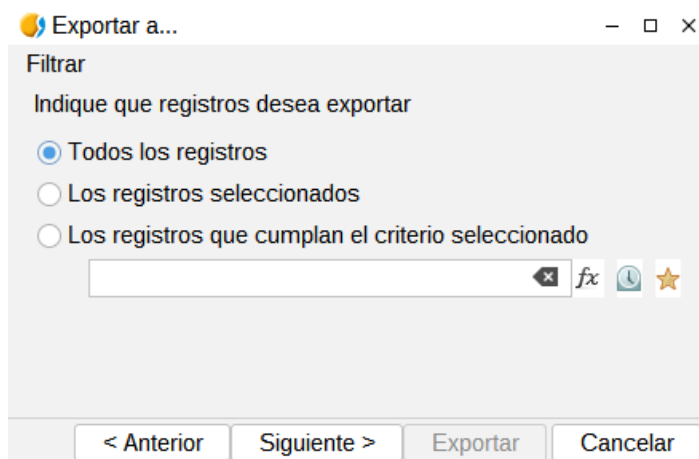 Exportar a...
Filtrar
Indique que registros desea exportar
Todos los registros
Los registros seleccionados
Los registros que cumplan el criterio seleccionado
fx
< Anterior Siguiente > Exportar Cancelar